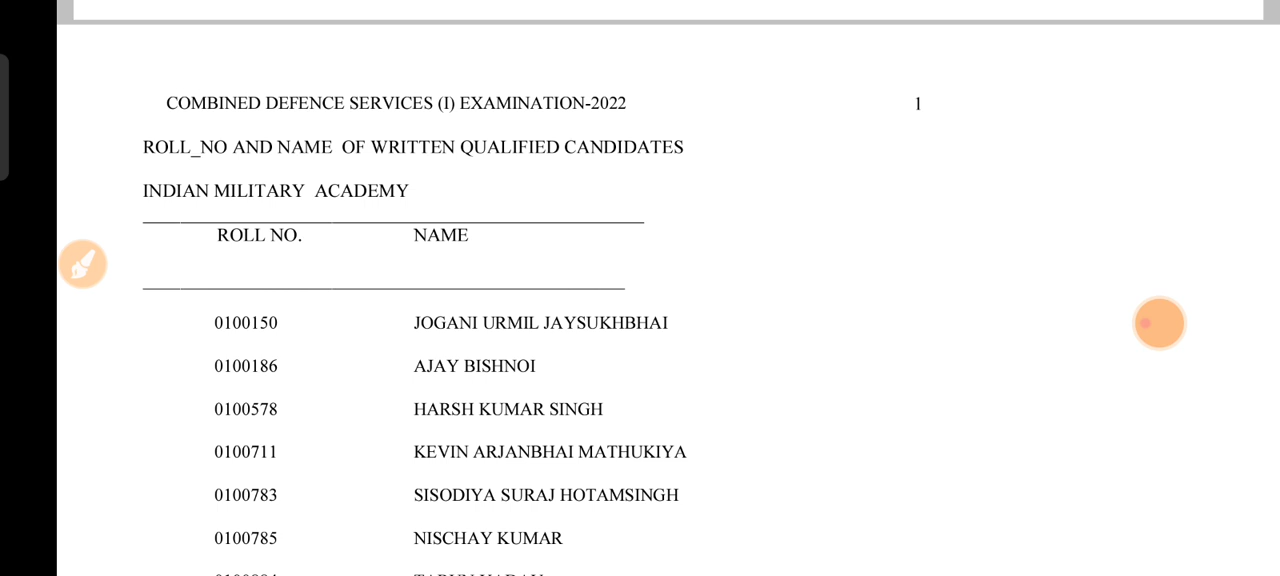 COMBINED DEFENCE SERVICES (I) EXAMINATION-2022 1
ROLL_NO AND NAME OF WRITTEN QUALIFIED CANDIDATES
INDIAN MILITARY ACADEMY
ROLL NO. NAME
0100150 JOGANI URMIL JAYSUKHBHAI
0100186 AJAY BISHNOI
0100578 HARSH KUMAR SINGH
0100711 KEVIN ARJANBHAI MATHUKIYA
0100783 SISODIYA SURAJ HOTAMSINGH
0100785 NISCHAY KUMAR